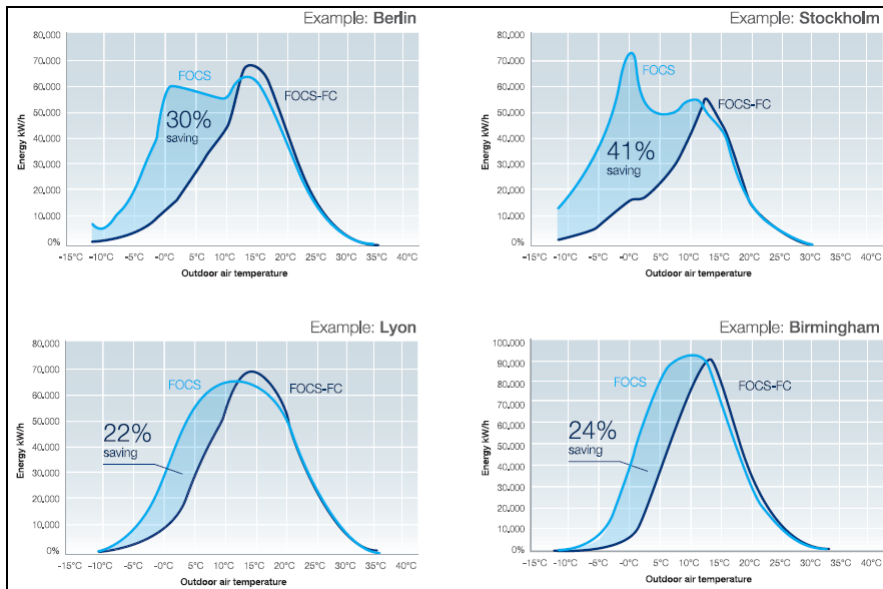 Example: Berlin
80.000
70.000
60.000
50.000
40.000
30.000
20.000
10.000
0%
Energy kW/h
FOCS
FOCS-FC
30%
saving
-15°C -10°C -5°C -0°C 5°C 10°C 15°C 20°C 25°C 30°C 35°C 40°C
Outdoor air temperature
Example: Stockholm
80.000
70.000
60.000
50.000
40.000
30.000
20.000
10.000
0%
Energy kW/h
FOCS
FOCS-FC
41%
saving
-15°C -10°C -5°C -0°C 5°C 10°C 15°C 20°C 25°C 30°C 35°C 40°C
Outdoor air temperature
Example: Lyon
80.000
70.000
60.000
50.000
40.000
30.000
20.000
10.000
0%
Energy kW/h
FOCS
FOCS-FC
22%
saving
-15°C -10°C -5°C -0°C 5°C 10°C 15°C 20°C 25°C 30°C 35°C 40°C
Outdoor air temperature
Example: Birmingham
100.000
90.000
80.000
70.000
60.000
50.000
40.000
30.000
20.000
10.000
0%
Energy kW/h
FOCS
FOCS-FC
24%
saving
-15°C -10°C -5°C -0°C 5°C 10°C 15°C 20°C 25°C 30°C 35°C 40°C
Outdoor air temperature